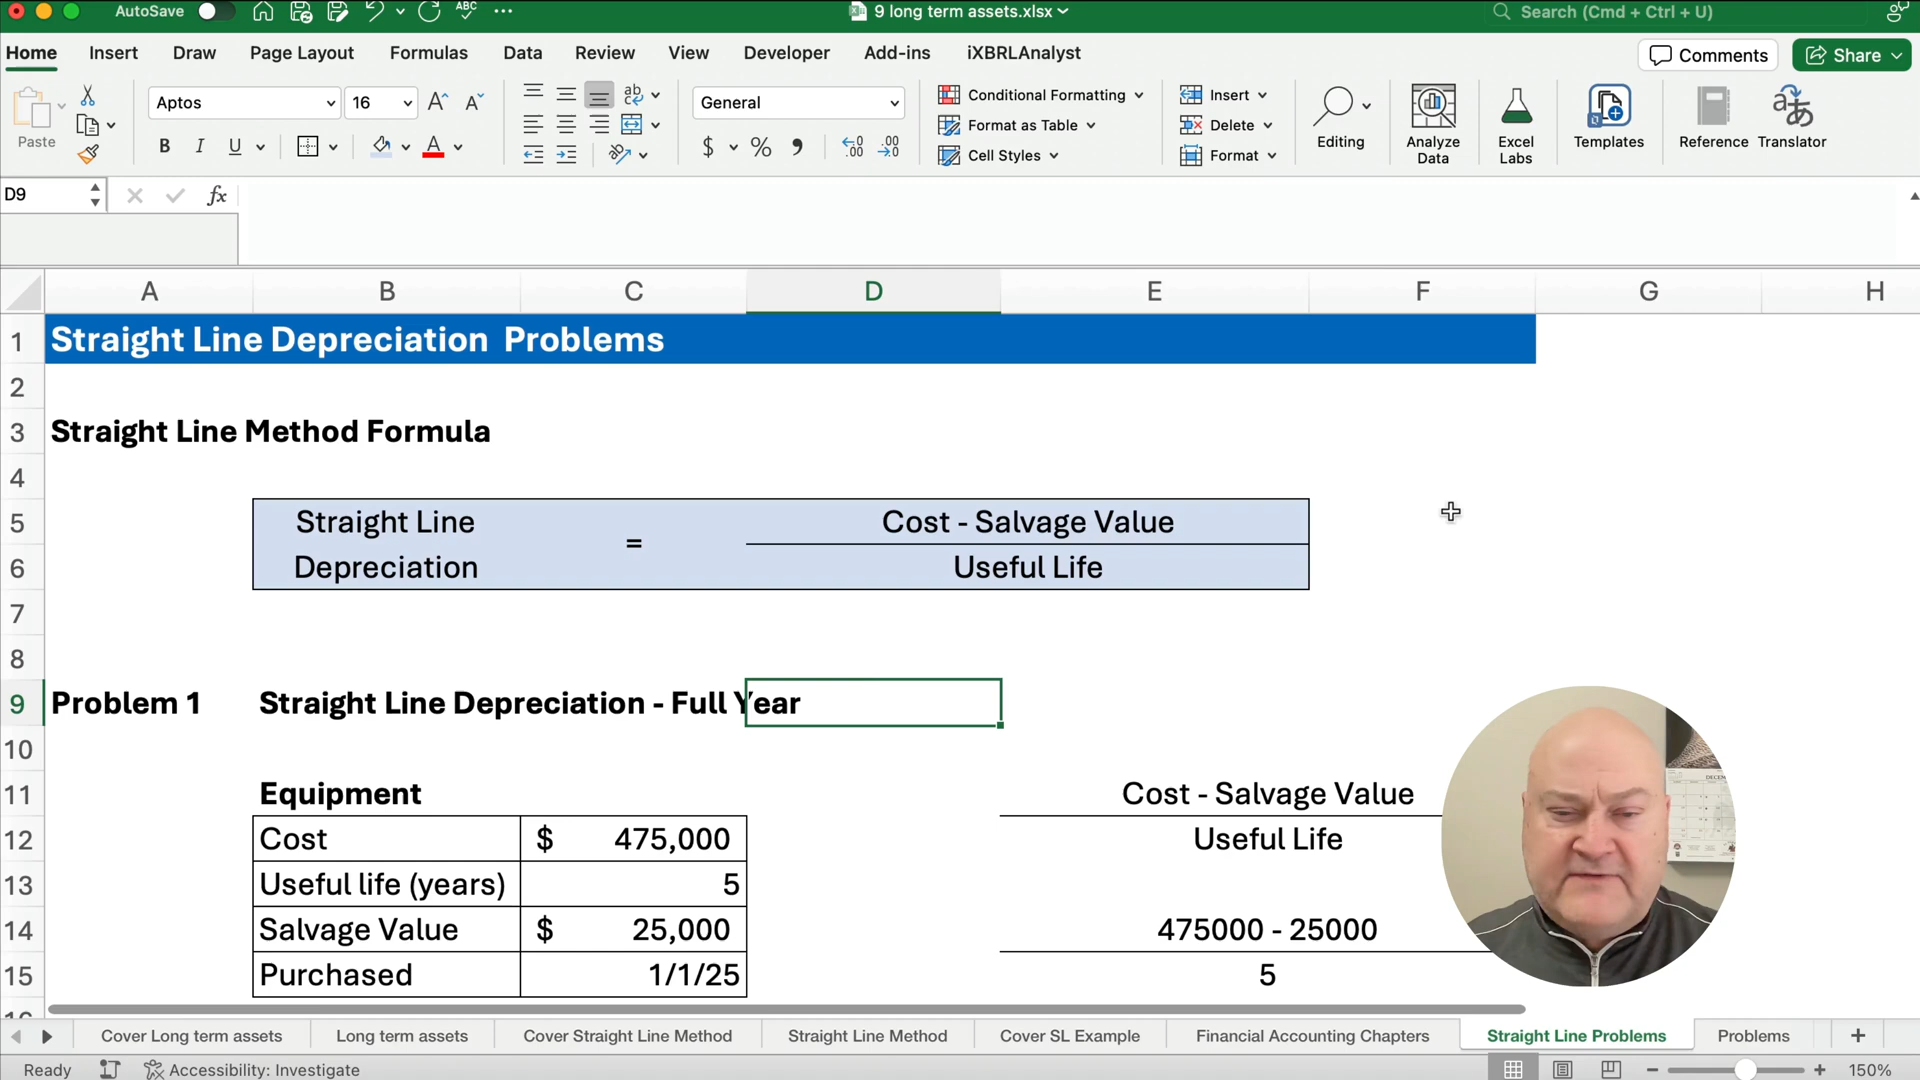 AutoSave
ABC
9 long term assets.xlsx
Search (Cmd + Ctrl + U)
Home
Insert
Draw
Page Layout
Formulas
Data
Review
View
Developer
Add-ins
iXBRLAnalyst
Comments
Share
Paste
Aptos
16
General
Conditional Formatting
Format as Table
Cell Styles
Insert
Delete
Format
Editing
Analyze Data
Excel Labs
Templates
Reference
Translator
D9
fx
A B C D E F G H
1 Straight Line Depreciation Problems
2
3 Straight Line Method Formula
4
5 Straight Line = Cost - Salvage Value
6 Depreciation Useful Life
7
8
9 Problem 1 Straight Line Depreciation - Full Year
10
11 Equipment Cost - Salvage Value
12 Cost $ 475,000 Useful Life
13 Useful life (years) 5
14 Salvage Value $ 25,000 475000 - 25000
15 Purchased 1/1/25 5
Cover Long term assets
Long term assets
Cover Straight Line Method
Straight Line Method
Cover SL Example
Financial Accounting Chapters
Straight Line Problems
Problems
Ready
Accessibility: Investigate
150%